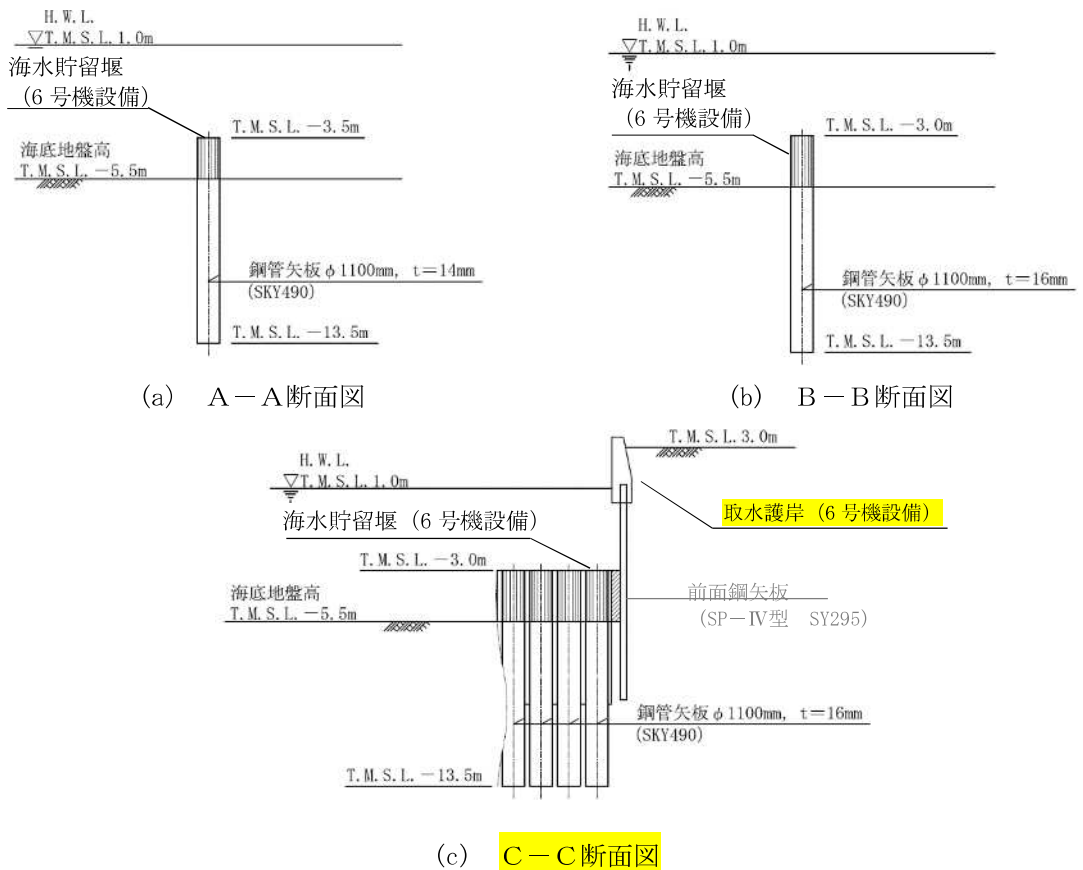 H.W.L.
T.M.S.L.1.0m
海水貯留堰
（6 号機設備）
T.M.S.L.－3.5m
海底地盤高
T.M.S.L.－5.5m
鋼管矢板φ1100mm, t＝14mm
(SKY490)
T.M.S.L.－13.5m
(a)　Ａ－Ａ断面図
H.W.L.
T.M.S.L.1.0m
海水貯留堰
（6 号機設備）
T.M.S.L.－3.0m
海底地盤高
T.M.S.L.－5.5m
鋼管矢板φ1100mm, t＝16mm
(SKY490)
T.M.S.L.－13.5m
(b)　Ｂ－Ｂ断面図
T.M.S.L.3.0m
H.W.L.
T.M.S.L.1.0m
取水護岸（6 号機設備）
海水貯留堰（6 号機設備）
T.M.S.L.－3.0m
海底地盤高
T.M.S.L.－5.5m
前面鋼矢板
（SP－Ⅳ型　SY295）
鋼管矢板φ1100mm, t＝16mm
(SKY490)
T.M.S.L.－13.5m
(c)　Ｃ－Ｃ断面図